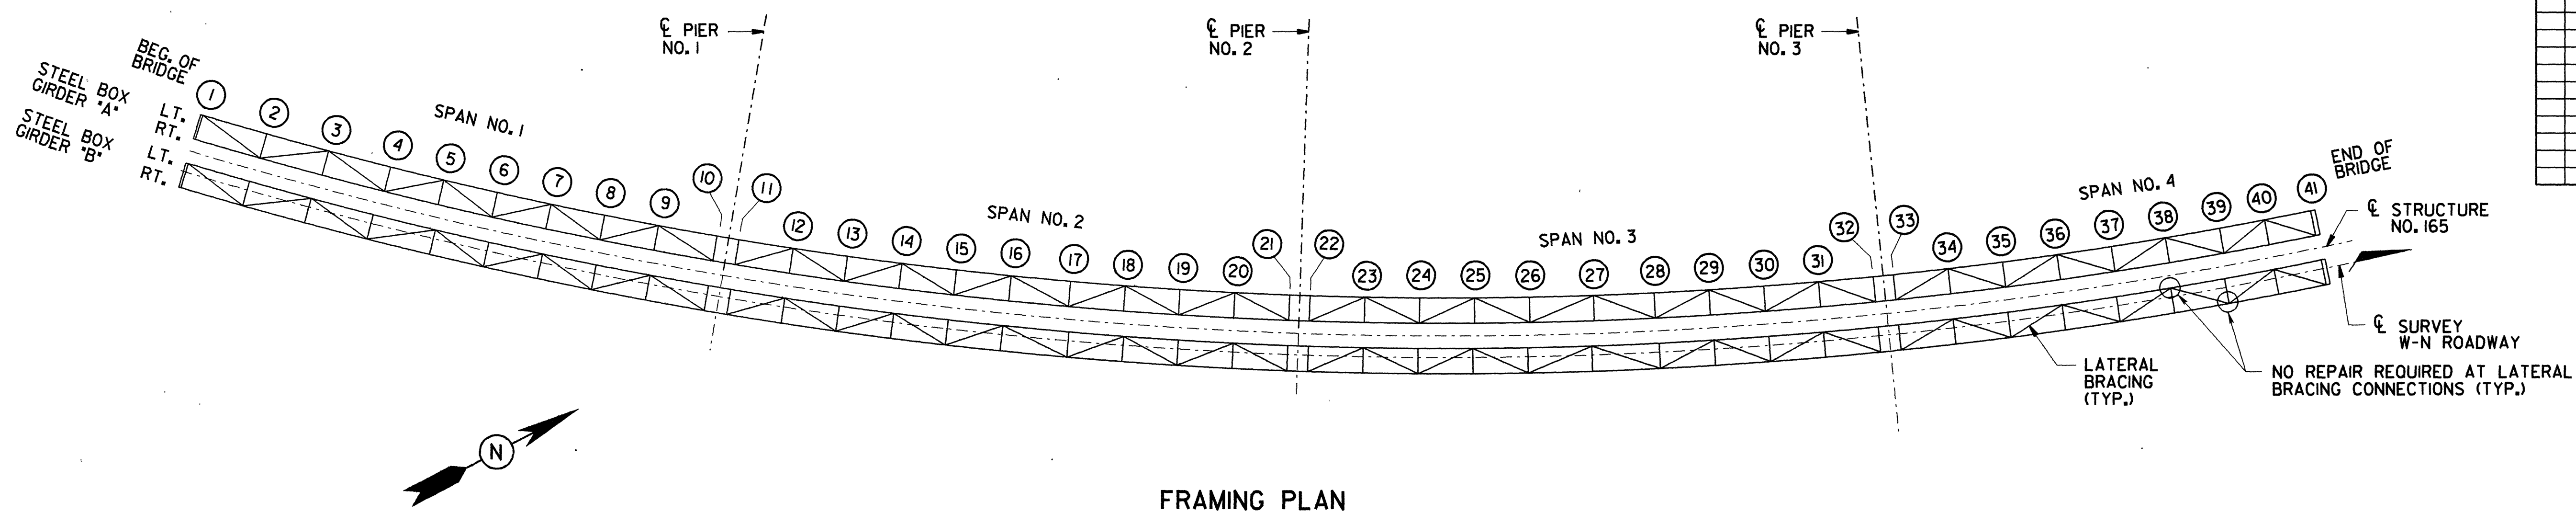 ℄ PIER
NO. 1
℄ PIER
NO. 2
℄ PIER
NO. 3
BEG. OF
BRIDGE
STEEL BOX
GIRDER "A"
STEEL BOX
GIRDER "B"
LT.
RT.
LT.
RT.
SPAN NO. 1
SPAN NO. 2
SPAN NO. 3
SPAN NO. 4
1
2
3
4
5
6
7
8
9
10
11
12
13
14
15
16
17
18
19
20
21
22
23
24
25
26
27
28
29
30
31
32
33
34
35
36
37
38
39
40
41
END OF
BRIDGE
℄ STRUCTURE
NO. 165
℄ SURVEY
W-N ROADWAY
LATERAL
BRACING
(TYP.)
NO REPAIR REQUIRED AT LATERAL
BRACING CONNECTIONS (TYP.)
N
FRAMING PLAN